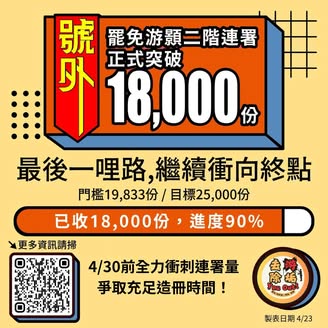 號外
罷免游顥二階連署
正式突破
18,000份
最後一哩路,繼續衝向終點
門檻19,833份 / 目標25,000份
已收18,000份，進度90%
更多資訊請掃
4/30前全力衝刺連署量
爭取充足造冊時間！
製表日期 4/23